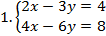 1. {2x − 3y = 4
4x − 6y = 8